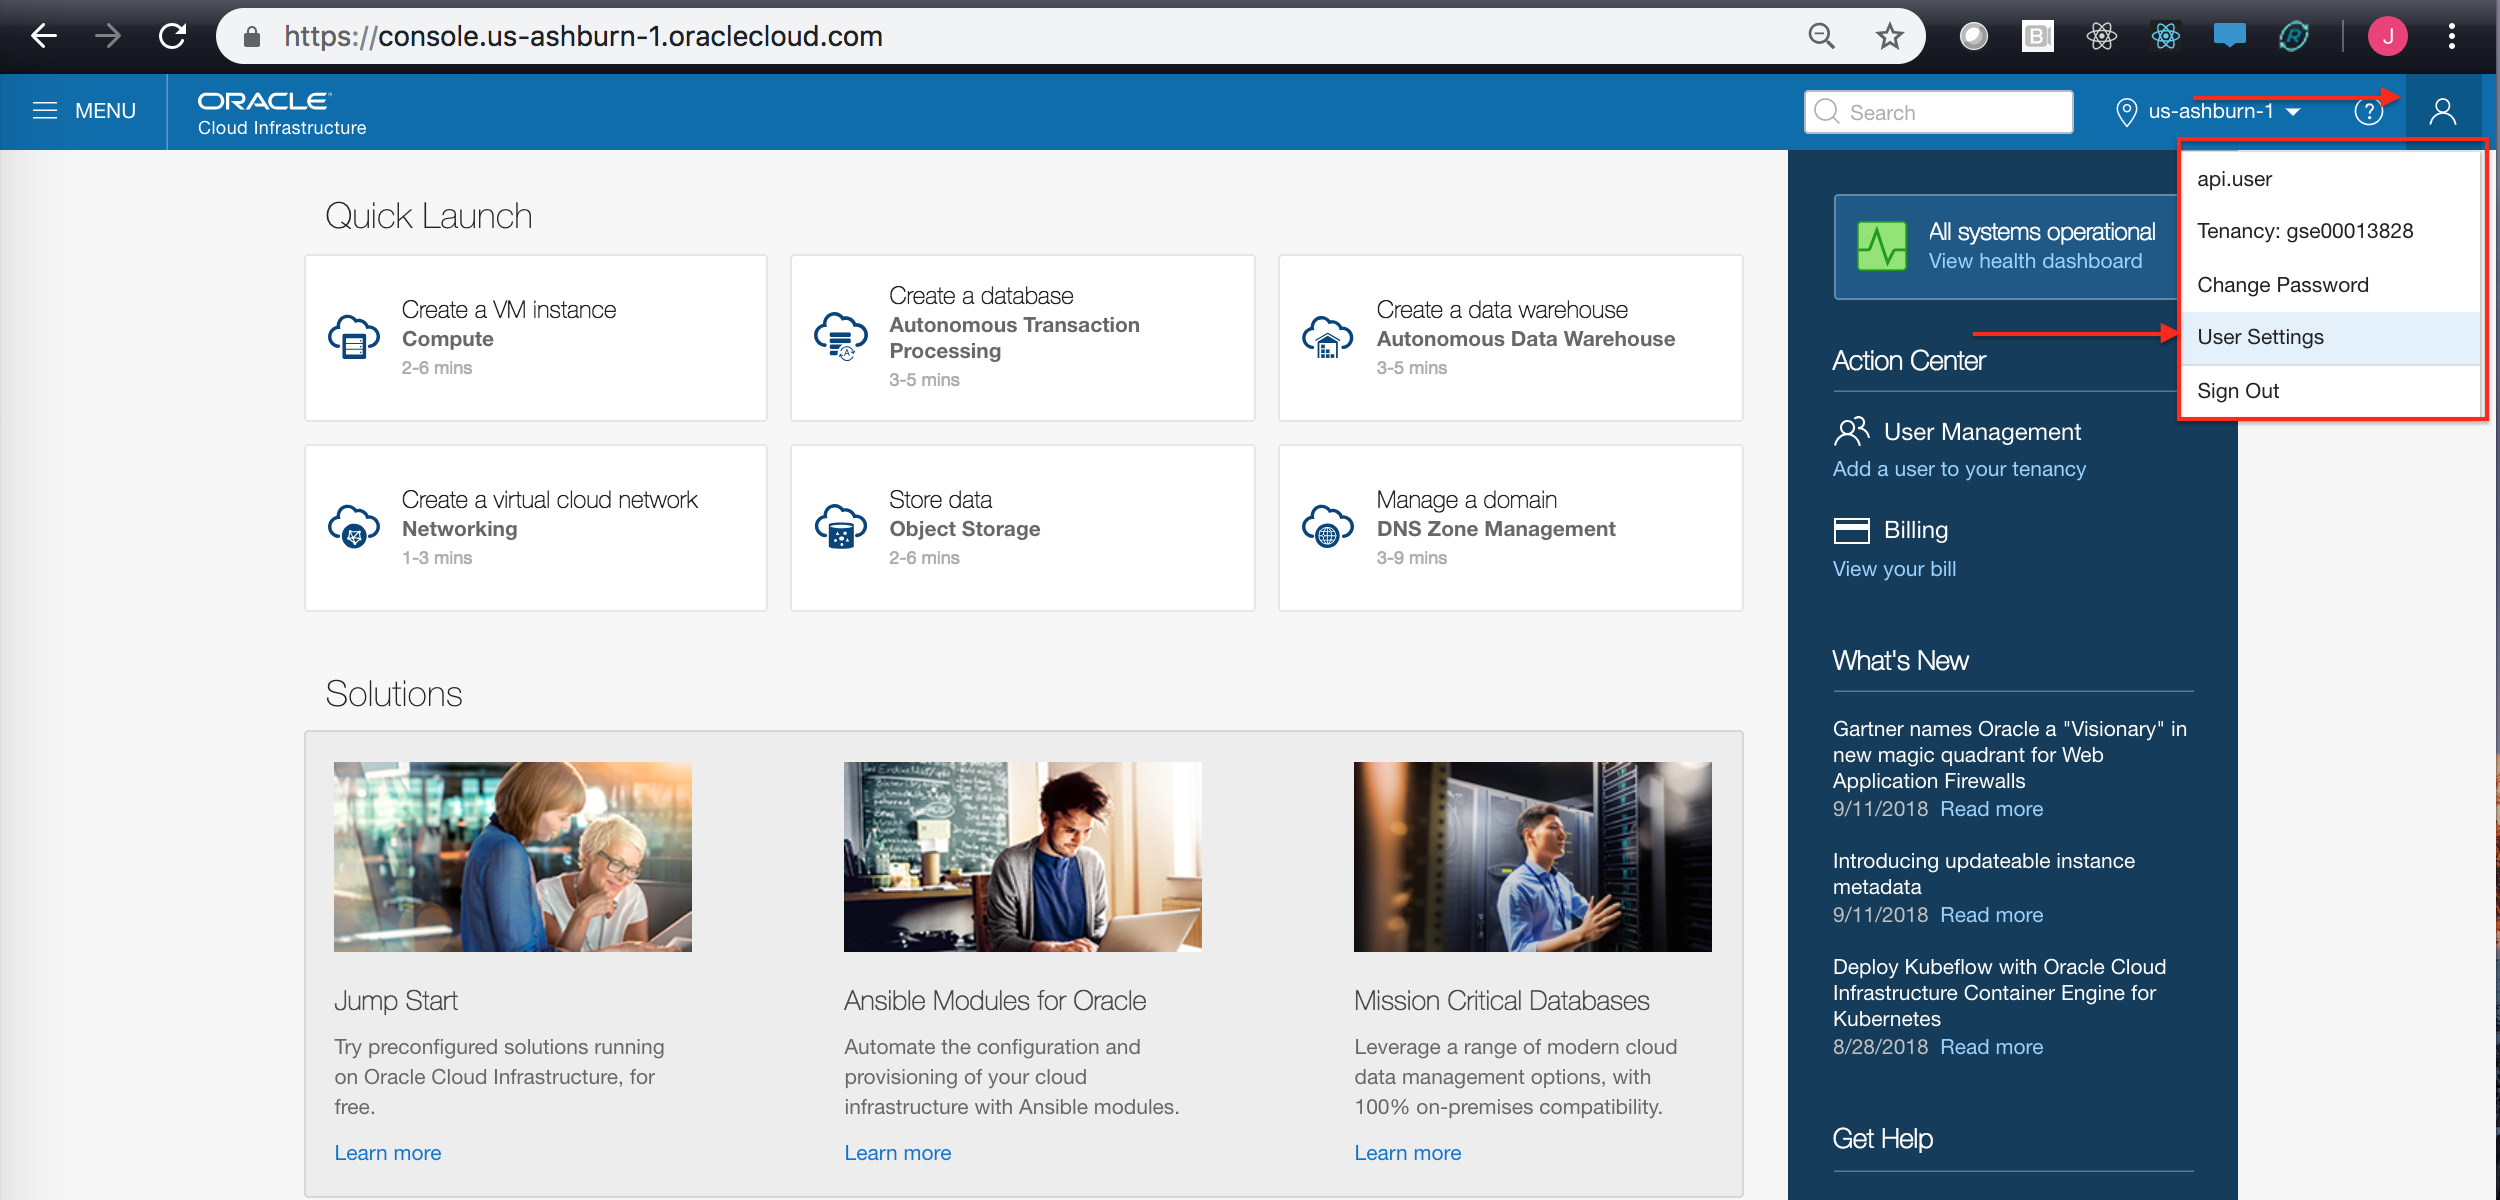 https://console.us-ashburn-1.oraclecloud.com
J
MENU
ORACLE
Cloud Infrastructure
Search
us-ashburn-1
?
api.user
Tenancy: gse00013828
Change Password
User Settings
Sign Out
Quick Launch
Create a VM instance
Compute
2-6 mins
Create a database
Autonomous Transaction
Processing
3-5 mins
Create a data warehouse
Autonomous Data Warehouse
3-5 mins
Create a virtual cloud network
Networking
1-3 mins
Store data
Object Storage
2-6 mins
Manage a domain
DNS Zone Management
3-9 mins
Solutions
Jump Start
Try preconfigured solutions running
on Oracle Cloud Infrastructure, for
free.
Learn more
Ansible Modules for Oracle
Automate the configuration and
provisioning of your cloud
infrastructure with Ansible modules.
Learn more
Mission Critical Databases
Leverage a range of modern cloud
data management options, with
100% on-premises compatibility.
Learn more
All systems operational
View health dashboard
Action Center
User Management
Add a user to your tenancy
Billing
View your bill
What's New
Gartner names Oracle a "Visionary" in
new magic quadrant for Web
Application Firewalls
9/11/2018 Read more
Introducing updateable instance
metadata
9/11/2018 Read more
Deploy Kubeflow with Oracle Cloud
Infrastructure Container Engine for
Kubernetes
8/28/2018 Read more
Get Help